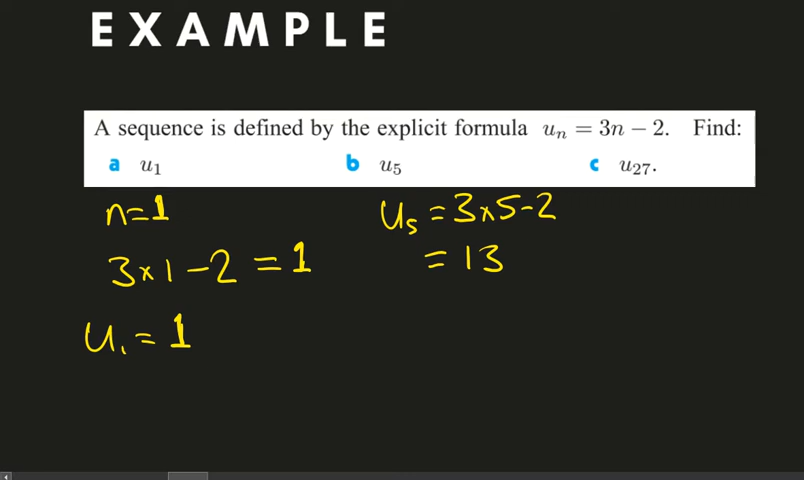 EXAMPLE
A sequence is defined by the explicit formula uₙ = 3n − 2. Find:
a u₁ b u₅ c u₂₇.
n=1
3×1−2 = 1
u₁ = 1
u₅ = 3×5−2
= 13